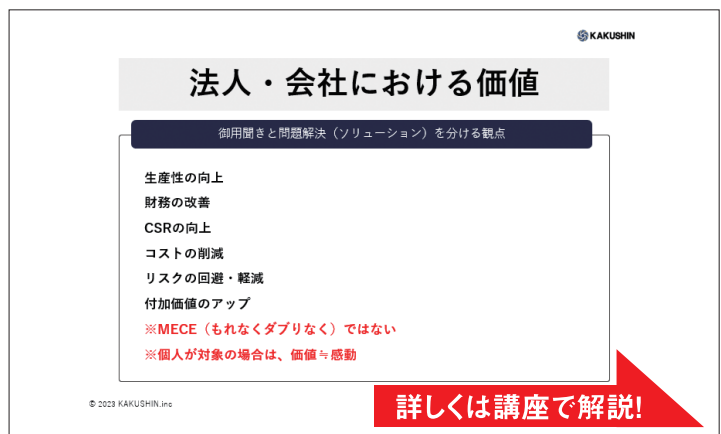 KAKUSHIN
法人・会社における価値
御用聞きと問題解決（ソリューション）を分ける観点
生産性の向上
財務の改善
CSRの向上
コストの削減
リスクの回避・軽減
付加価値のアップ
※MECE（もれなくダブりなく）ではない
※個人が対象の場合は、価値≒感動
© 2023 KAKUSHIN.inc
詳しくは講座で解説!